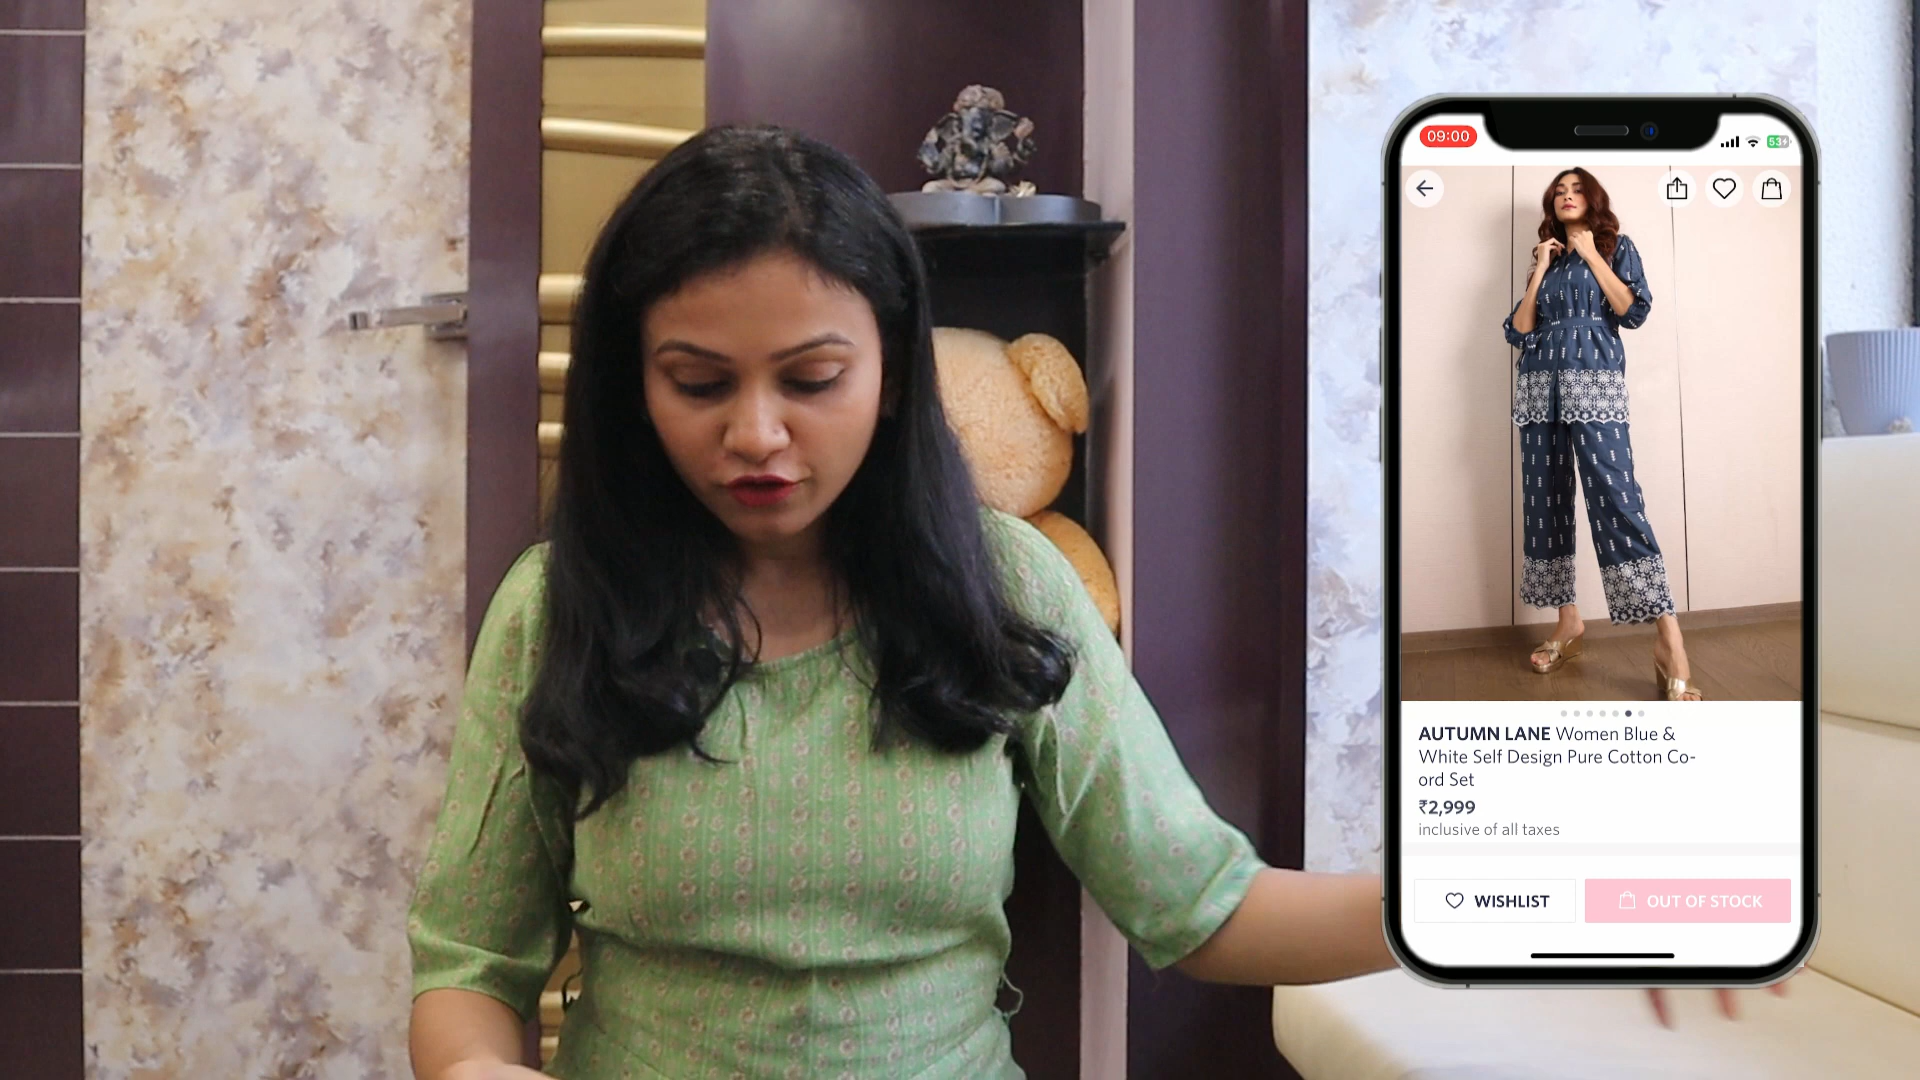 09:00
53
AUTUMN LANE Women Blue &
White Self Design Pure Cotton Co-
ord Set
₹2,999
inclusive of all taxes
WISHLIST
OUT OF STOCK